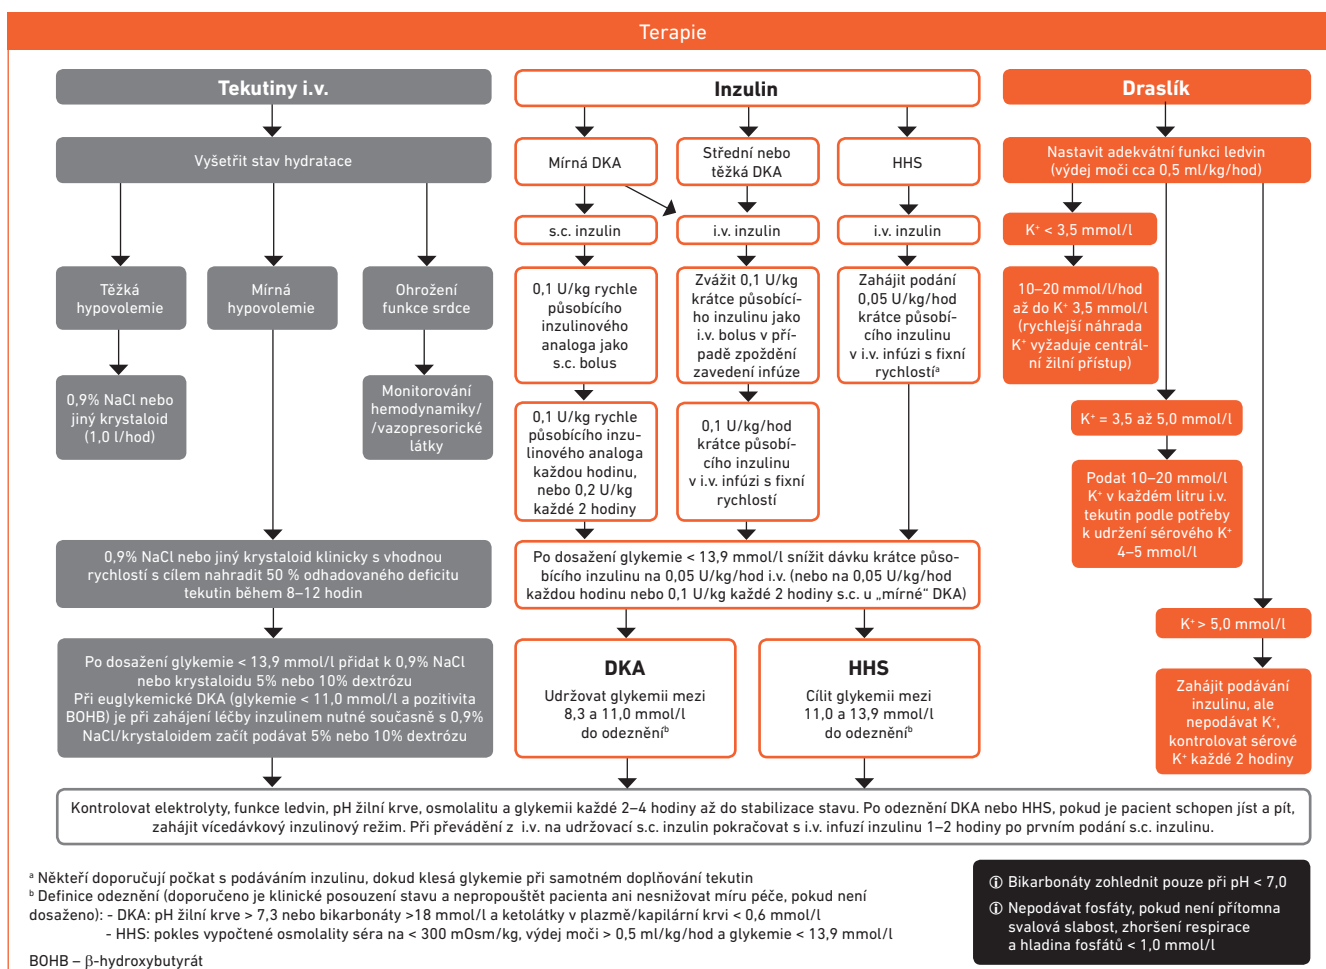 Terapie
Tekutiny i.v.
Vyšetřit stav hydratace
Těžká
hypovolemie
Mírná
hypovolemie
Ohrožení
funkce srdce
0,9% NaCl nebo
jiný krystaloid
(1,0 l/hod)
Monitorování
hemodynamiky/
/vazopresorické
látky
0,9% NaCl nebo jiný krystaloid klinicky s vhodnou
rychlostí s cílem nahradit 50 % odhadovaného deficitu
tekutin během 8–12 hodin
Po dosažení glykemie < 13,9 mmol/l přidat k 0,9% NaCl
nebo krystaloidu 5% nebo 10% dextrózu
Při euglykemické DKA (glykemie < 11,0 mmol/l a pozitivita
BOHB) je při zahájení léčby inzulinem nutné současně s 0,9%
NaCl/krystaloidem začít podávat 5% nebo 10% dextrózu
Inzulin
Mírná DKA
Střední nebo
těžká DKA
HHS
s.c. inzulin
i.v. inzulin
i.v. inzulin
0,1 U/kg rychle
působícího
inzulinového
analoga jako
s.c. bolus
Zvážit 0,1 U/kg
krátce působící-
ho inzulinu jako
i.v. bolus v pří-
padě zpoždění
zavedení infúze
Zahájit podání
0,05 U/kg/hod
krátce působí-
cího inzulinu
v i.v. infúzi s fixní
rychlostíᵃ
0,1 U/kg rychle
působícího inzu-
linového analoga
každou hodinu,
nebo 0,2 U/kg
každé 2 hodiny
0,1 U/kg/hod
krátce působí-
cího inzulinu
v i.v. infúzi s fixní
rychlostí
Po dosažení glykemie < 13,9 mmol/l snížit dávku krátce půso-
bícího inzulinu na 0,05 U/kg/hod i.v. (nebo na 0,05 U/kg/hod
každou hodinu nebo 0,1 U/kg každé 2 hodiny s.c. u „mírné“ DKA)
DKA
Udržovat glykemii mezi
8,3 a 11,0 mmol/l
do odezněníᵇ
HHS
Cílit glykemii mezi
11,0 a 13,9 mmol/l
do odezněníᵇ
Draslík
Nastavit adekvátní funkci ledvin
(výdej moči cca 0,5 ml/kg/hod)
K⁺ < 3,5 mmol/l
10–20 mmol/l/hod
až do K⁺ 3,5 mmol/l
(rychlejší náhrada
K⁺ vyžaduje centrál-
ní žilní přístup)
K⁺ = 3,5 až 5,0 mmol/l
Podat 10–20 mmol/l
K⁺ v každém litru i.v.
tekutin podle potřeby
k udržení sérového K⁺
4–5 mmol/l
K⁺ > 5,0 mmol/l
Zahájit podávání
inzulinu, ale
nepodávat K⁺,
kontrolovat sérové
K⁺ každé 2 hodiny
Kontrolovat elektrolyty, funkce ledvin, pH žilní krve, osmolalitu a glykemii každé 2–4 hodiny až do stabilizace stavu. Po odeznění DKA nebo HHS, pokud je pacient schopen jíst a pít,
zahájit vícedávkový inzulinový režim. Při převádění z i.v. na udržovací s.c. inzulin pokračovat s i.v. infuzí inzulinu 1–2 hodiny po prvním podání s.c. inzulinu.
ᵃ Někteří doporučují počkat s podáváním inzulinu, dokud klesá glykemie při samotném doplňování tekutin
ᵇ Definice odeznění (doporučeno je klinické posouzení stavu a nepropouštět pacienta ani nesnižovat míru péče, pokud není
dosaženo): - DKA: pH žilní krve > 7,3 nebo bikarbonáty >18 mmol/l a ketolátky v plazmě/kapilární krvi < 0,6 mmol/l
- HHS: pokles vypočtené osmolality séra na < 300 mOsm/kg, výdej moči > 0,5 ml/kg/hod a glykemie < 13,9 mmol/l
BOHB – β-hydroxybutyrát
ⓘ Bikarbonáty zohlednit pouze při pH < 7,0
ⓘ Nepodávat fosfáty, pokud není přítomna
svalová slabost, zhoršení respirace
a hladina fosfátů < 1,0 mmol/l